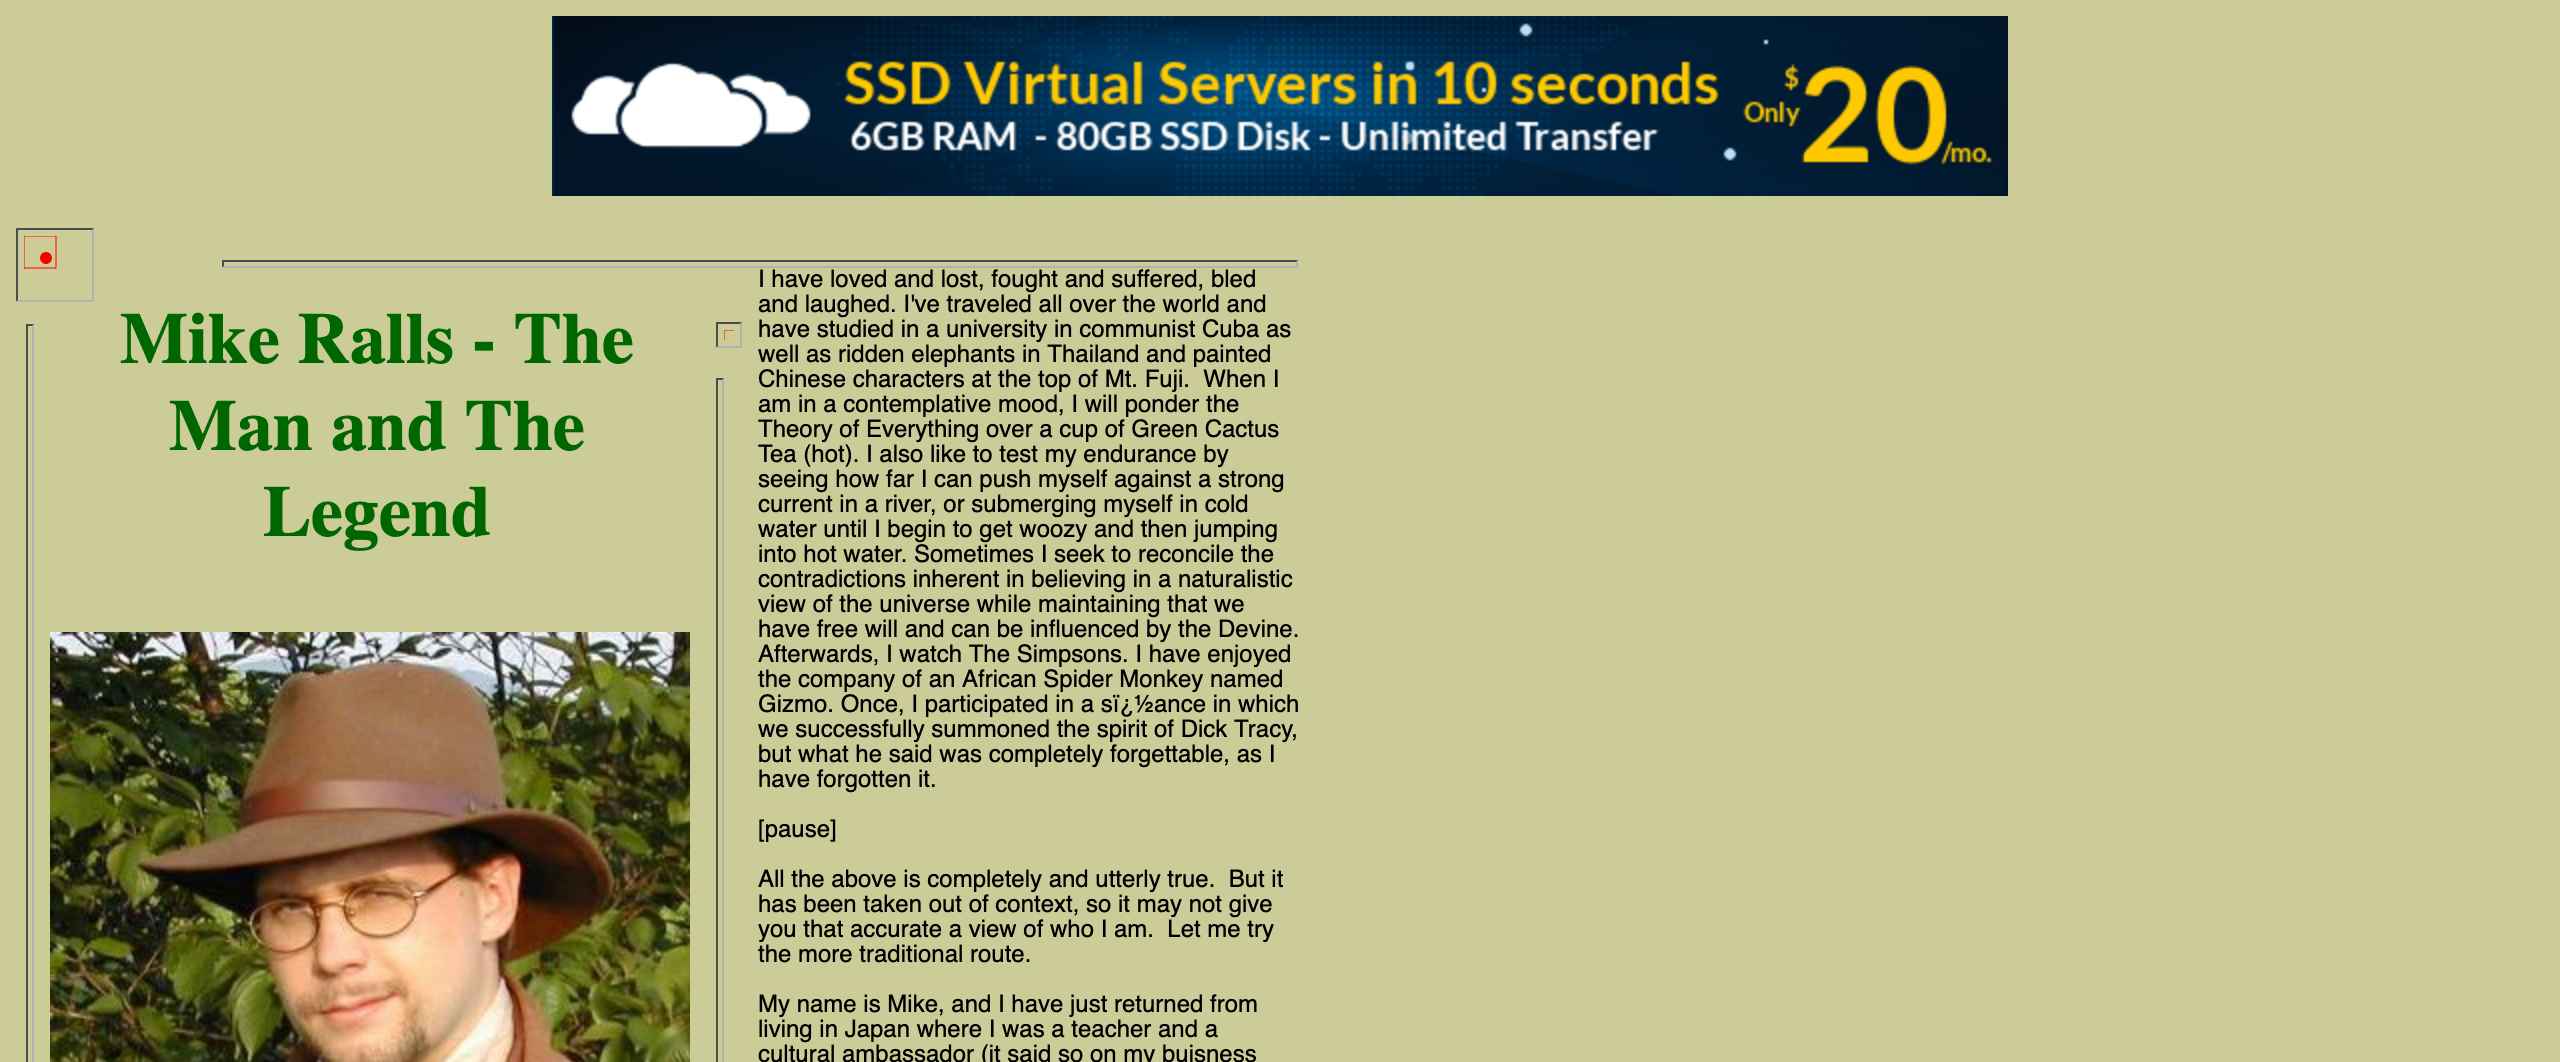 SSD Virtual Servers in 10 seconds
6GB RAM - 80GB SSD Disk - Unlimited Transfer
Only $20/mo.
Mike Ralls - The
Man and The
Legend
I have loved and lost, fought and suffered, bled
and laughed. I've traveled all over the world and
have studied in a university in communist Cuba as
well as ridden elephants in Thailand and painted
Chinese characters at the top of Mt. Fuji.  When I
am in a contemplative mood, I will ponder the
Theory of Everything over a cup of Green Cactus
Tea (hot). I also like to test my endurance by
seeing how far I can push myself against a strong
current in a river, or submerging myself in cold
water until I begin to get woozy and then jumping
into hot water. Sometimes I seek to reconcile the
contradictions inherent in believing in a naturalistic
view of the universe while maintaining that we
have free will and can be influenced by the Devine.
Afterwards, I watch The Simpsons. I have enjoyed
the company of an African Spider Monkey named
Gizmo. Once, I participated in a sï¿½ance in which
we successfully summoned the spirit of Dick Tracy,
but what he said was completely forgettable, as I
have forgotten it.
[pause]
All the above is completely and utterly true.  But it
has been taken out of context, so it may not give
you that accurate a view of who I am.  Let me try
the more traditional route.
My name is Mike, and I have just returned from
living in Japan where I was a teacher and a
cultural ambassador (it said so on my buisness